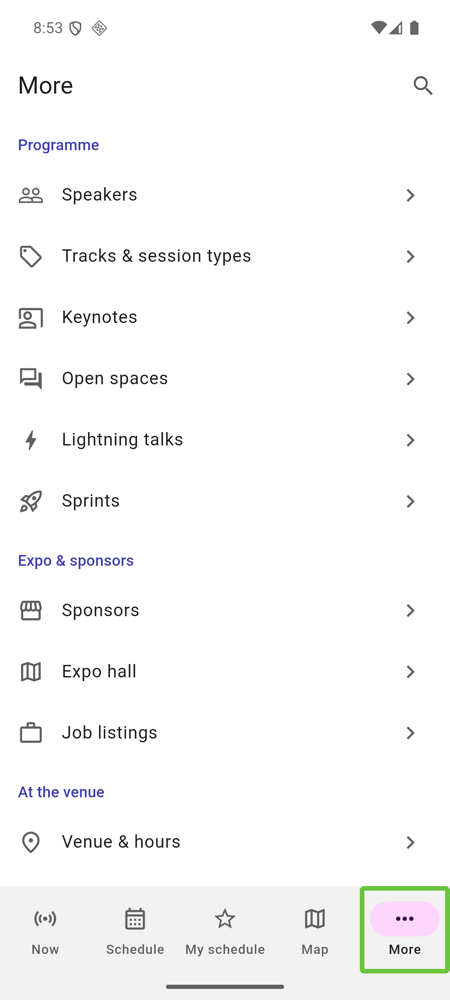 8:53
More
Programme
Speakers
Tracks & session types
Keynotes
Open spaces
Lightning talks
Sprints
Expo & sponsors
Sponsors
Expo hall
Job listings
At the venue
Venue & hours
Now
Schedule
My schedule
Map
More